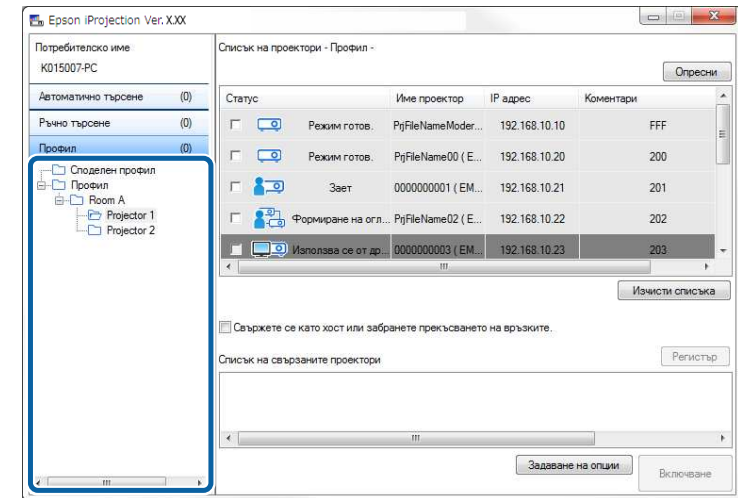 Epson iProjection Ver. X.XX
Потребителско име
K015007-PC
Автоматично търсене (0)
Ръчно търсене (0)
Профил (0)
Споделен профил
Профил
Room A
Projector 1
Projector 2
Списък на проектори - Профил -
Опресни
Статус Име проектор IP адрес Коментари
Режим готов. PrjFileNameModer... 192.168.10.10 FFF
Режим готов. PrjFileName00 ( E... 192.168.10.20 200
Зает 0000000001 ( EM... 192.168.10.21 201
Формиране на огл... PrjFileName02 ( E... 192.168.10.22 202
Използва се от др... 0000000003 ( EM... 192.168.10.23 203
Изчисти списъка
Свържете се като хост или забранете прекъсването на връзките.
Списък на свързаните проектори
Регистър
Задаване на опции
Включване